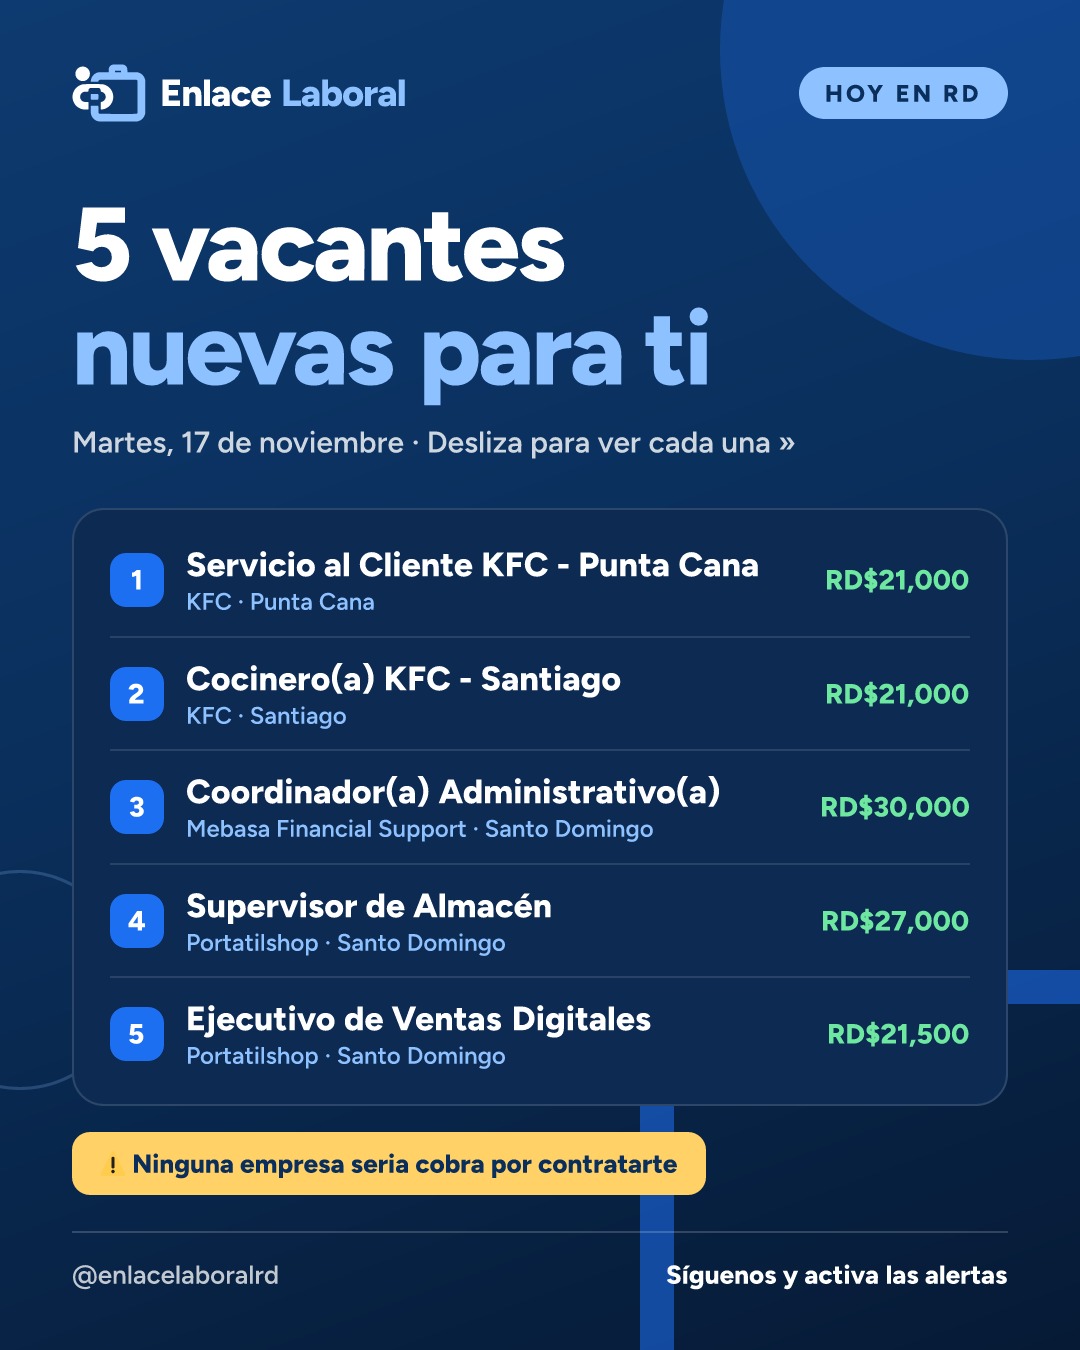 Enlace Laboral
HOY EN RD
5 vacantes
nuevas para ti
Martes, 17 de noviembre · Desliza para ver cada una »
1
Servicio al Cliente KFC - Punta Cana
KFC · Punta Cana
RD$21,000
2
Cocinero(a) KFC - Santiago
KFC · Santiago
RD$21,000
3
Coordinador(a) Administrativo(a)
Mebasa Financial Support · Santo Domingo
RD$30,000
4
Supervisor de Almacén
Portatilshop · Santo Domingo
RD$27,000
5
Ejecutivo de Ventas Digitales
Portatilshop · Santo Domingo
RD$21,500
⚠️ Ninguna empresa seria cobra por contratarte
@enlacelaboralrd
Síguenos y activa las alertas